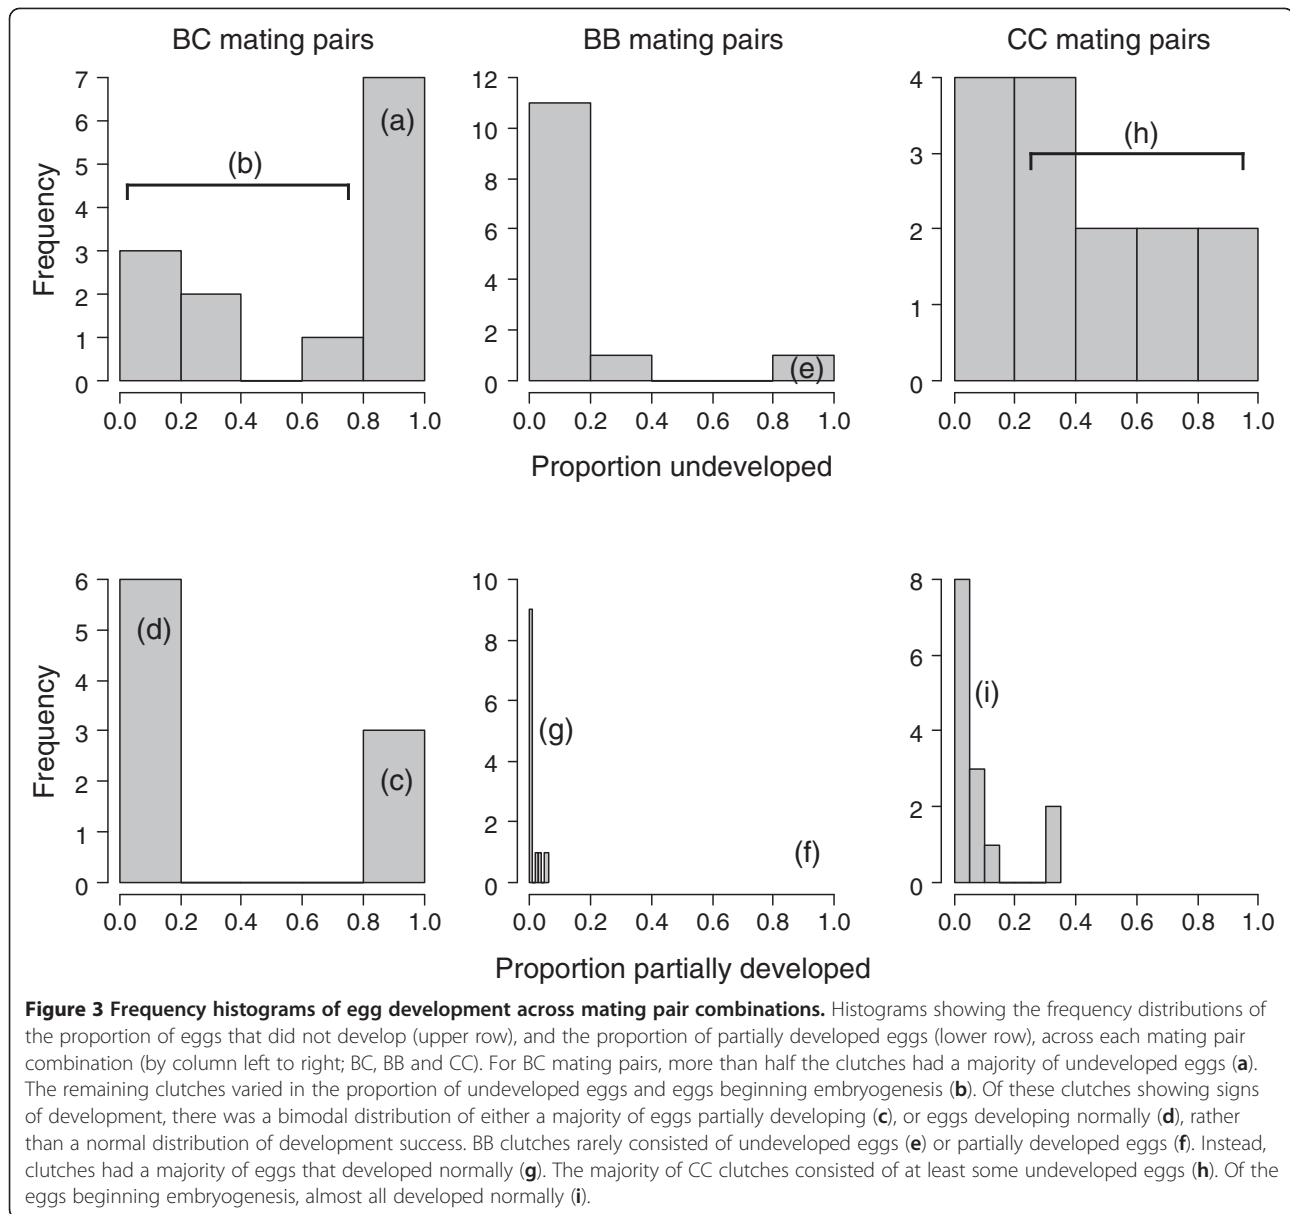 BC mating pairs
BB mating pairs
CC mating pairs
Frequency
7
6
5
4
3
2
1
0
(a)
(b)
0.0 0.2 0.4 0.6 0.8 1.0
12
10
8
6
4
2
0
(e)
0.0 0.2 0.4 0.6 0.8 1.0
4
3
2
1
0
(h)
0.0 0.2 0.4 0.6 0.8 1.0
Proportion undeveloped
Frequency
6
5
4
3
2
1
0
(d)
(c)
0.0 0.2 0.4 0.6 0.8 1.0
10
8
6
4
2
0
(g)
(f)
0.0 0.2 0.4 0.6 0.8 1.0
8
6
4
2
0
(i)
0.0 0.2 0.4 0.6 0.8 1.0
Proportion partially developed
Figure 3 Frequency histograms of egg development across mating pair combinations. Histograms showing the frequency distributions of
the proportion of eggs that did not develop (upper row), and the proportion of partially developed eggs (lower row), across each mating pair
combination (by column left to right; BC, BB and CC). For BC mating pairs, more than half the clutches had a majority of undeveloped eggs (a).
The remaining clutches varied in the proportion of undeveloped eggs and eggs beginning embryogenesis (b). Of these clutches showing signs
of development, there was a bimodal distribution of either a majority of eggs partially developing (c), or eggs developing normally (d), rather
than a normal distribution of development success. BB clutches rarely consisted of undeveloped eggs (e) or partially developed eggs (f). Instead,
clutches had a majority of eggs that developed normally (g). The majority of CC clutches consisted of at least some undeveloped eggs (h). Of the
eggs beginning embryogenesis, almost all developed normally (i).